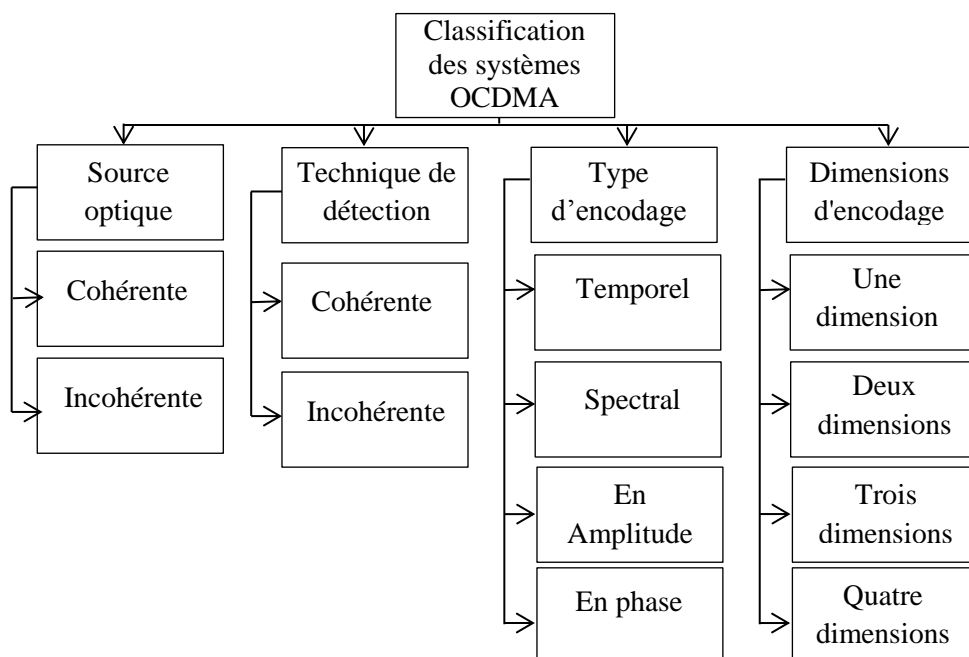 Classification
des systèmes
OCDMA
Source
optique
Cohérente
Incohérente
Technique de
détection
Cohérente
Incohérente
Type
d’encodage
Temporel
Spectral
En
Amplitude
En phase
Dimensions
d'encodage
Une
dimension
Deux
dimensions
Trois
dimensions
Quatre
dimensions